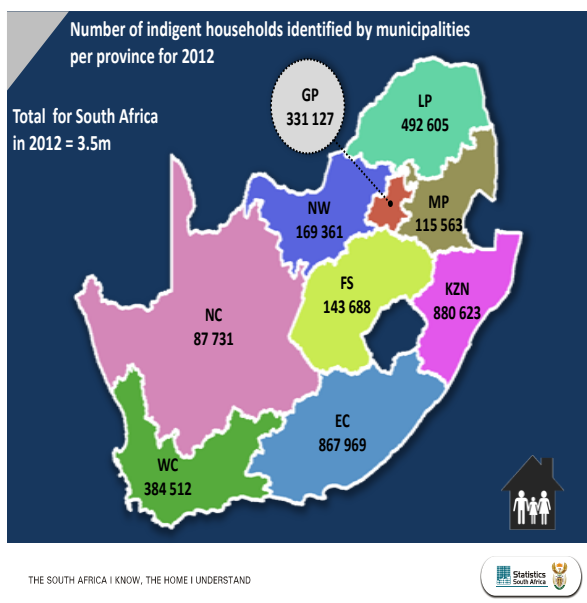 Number of indigent households identified by municipalities
per province for 2012
Total for South Africa
in 2012 = 3.5m
GP
331 127
LP
492 605
MP
115 563
NW
169 361
FS
143 688
KZN
880 623
NC
87 731
EC
867 969
WC
384 512
THE SOUTH AFRICA I KNOW, THE HOME I UNDERSTAND
Statistics
South Africa